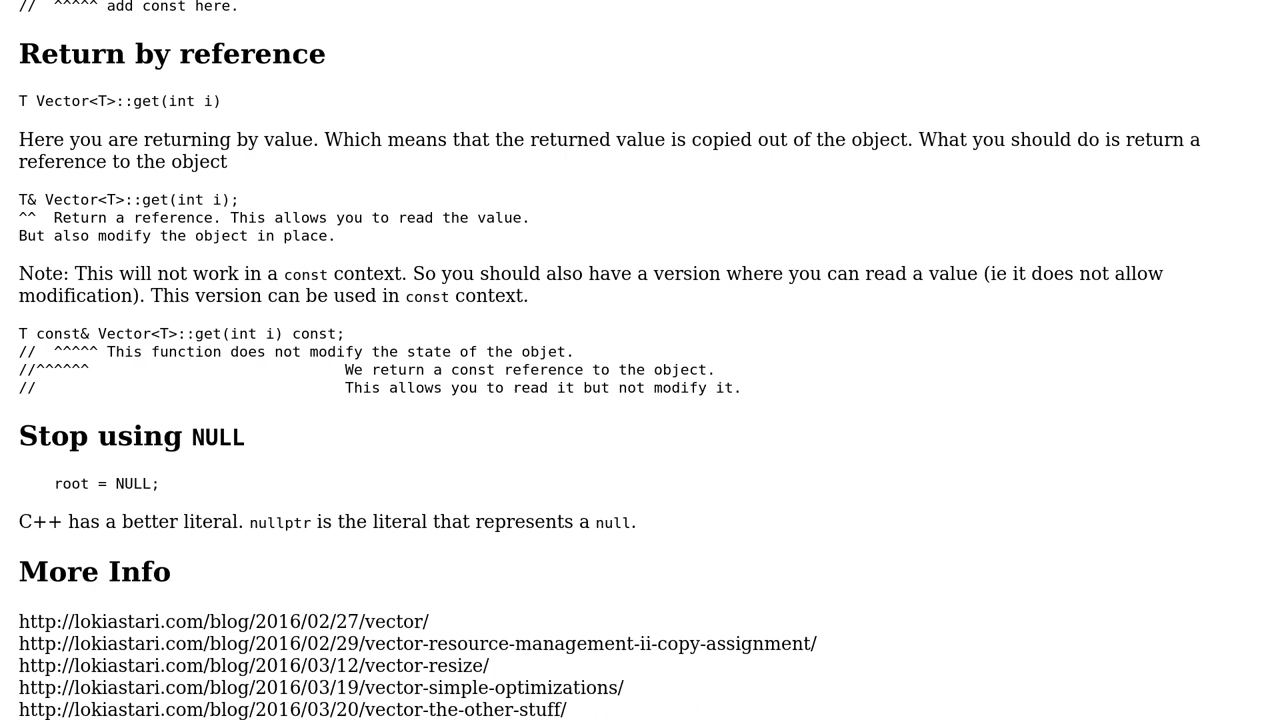 //  ^^^^^ add const here.
Return by reference
T Vector<T>::get(int i)
Here you are returning by value. Which means that the returned value is copied out of the object. What you should do is return a
reference to the object
T& Vector<T>::get(int i);
^^  Return a reference. This allows you to read the value.
But also modify the object in place.
Note: This will not work in a const context. So you should also have a version where you can read a value (ie it does not allow
modification). This version can be used in const context.
T const& Vector<T>::get(int i) const;
//  ^^^^^ This function does not modify the state of the objet.
//^^^^^^                             We return a const reference to the object.
//                                   This allows you to read it but not modify it.
Stop using NULL
    root = NULL;
C++ has a better literal. nullptr is the literal that represents a null.
More Info
http://lokiastari.com/blog/2016/02/27/vector/
http://lokiastari.com/blog/2016/02/29/vector-resource-management-ii-copy-assignment/
http://lokiastari.com/blog/2016/03/12/vector-resize/
http://lokiastari.com/blog/2016/03/19/vector-simple-optimizations/
http://lokiastari.com/blog/2016/03/20/vector-the-other-stuff/